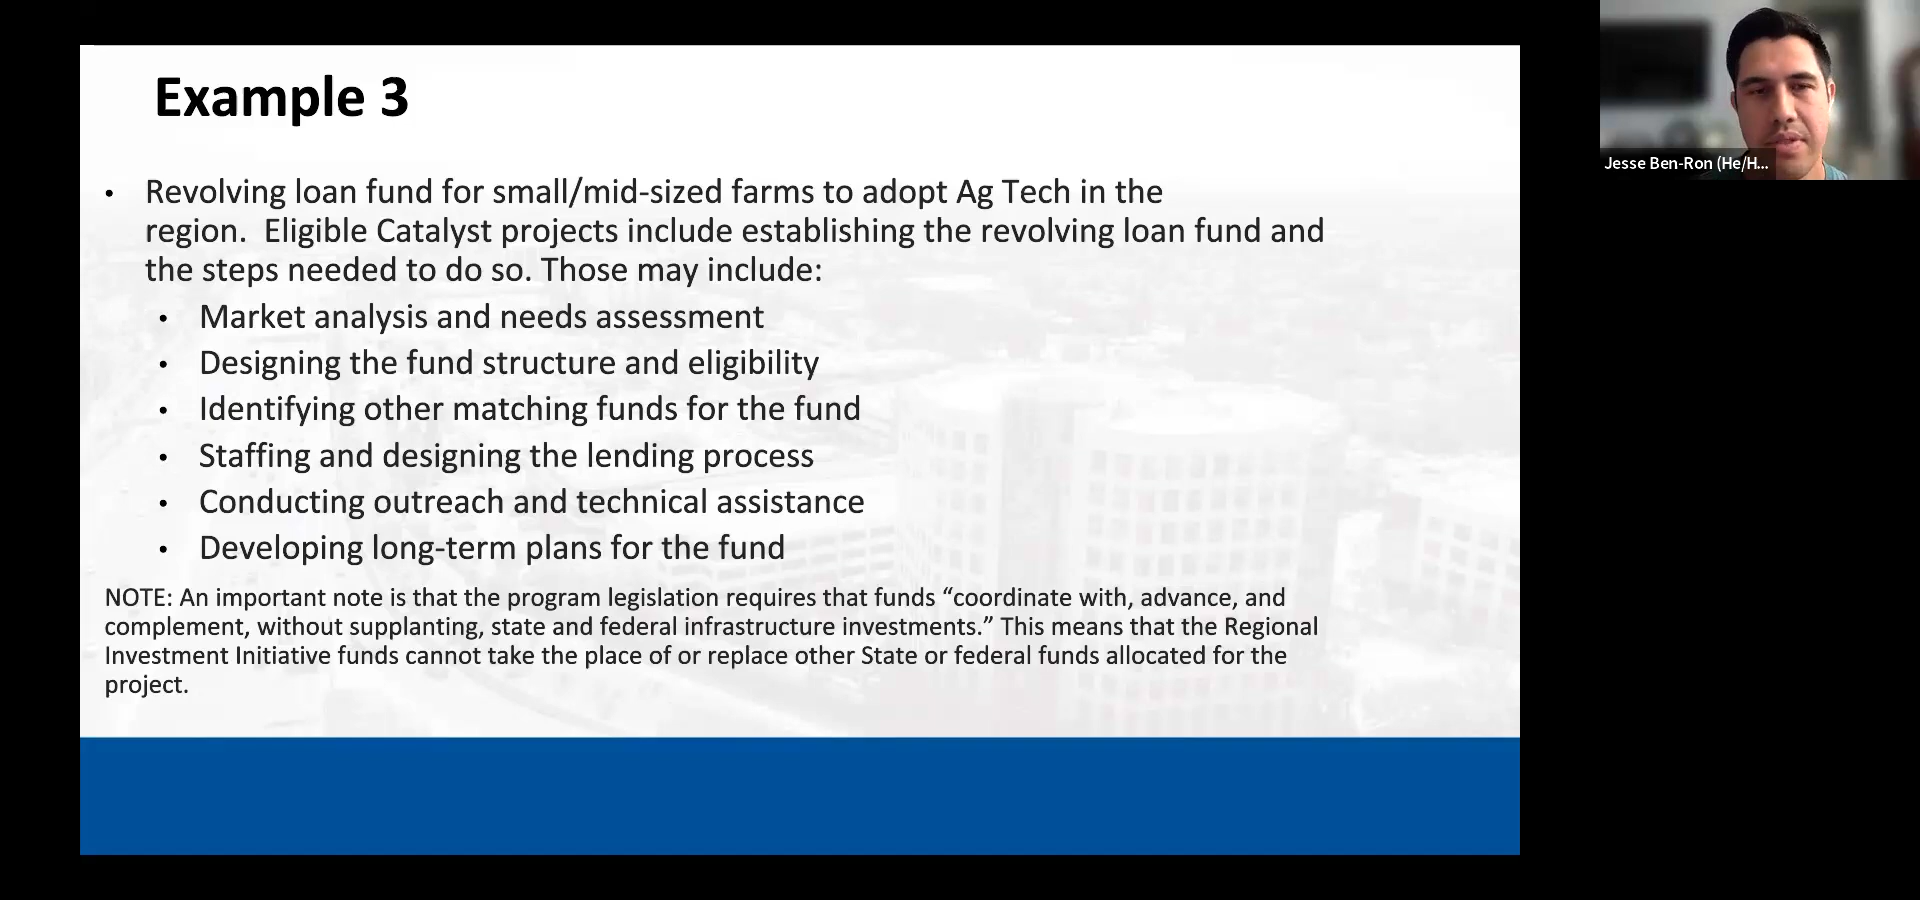 Example 3
• Revolving loan fund for small/mid-sized farms to adopt Ag Tech in the
region.  Eligible Catalyst projects include establishing the revolving loan fund and
the steps needed to do so. Those may include:
• Market analysis and needs assessment
• Designing the fund structure and eligibility
• Identifying other matching funds for the fund
• Staffing and designing the lending process
• Conducting outreach and technical assistance
• Developing long-term plans for the fund
NOTE: An important note is that the program legislation requires that funds “coordinate with, advance, and
complement, without supplanting, state and federal infrastructure investments.” This means that the Regional
Investment Initiative funds cannot take the place of or replace other State or federal funds allocated for the
project.
Jesse Ben-Ron (He/H...